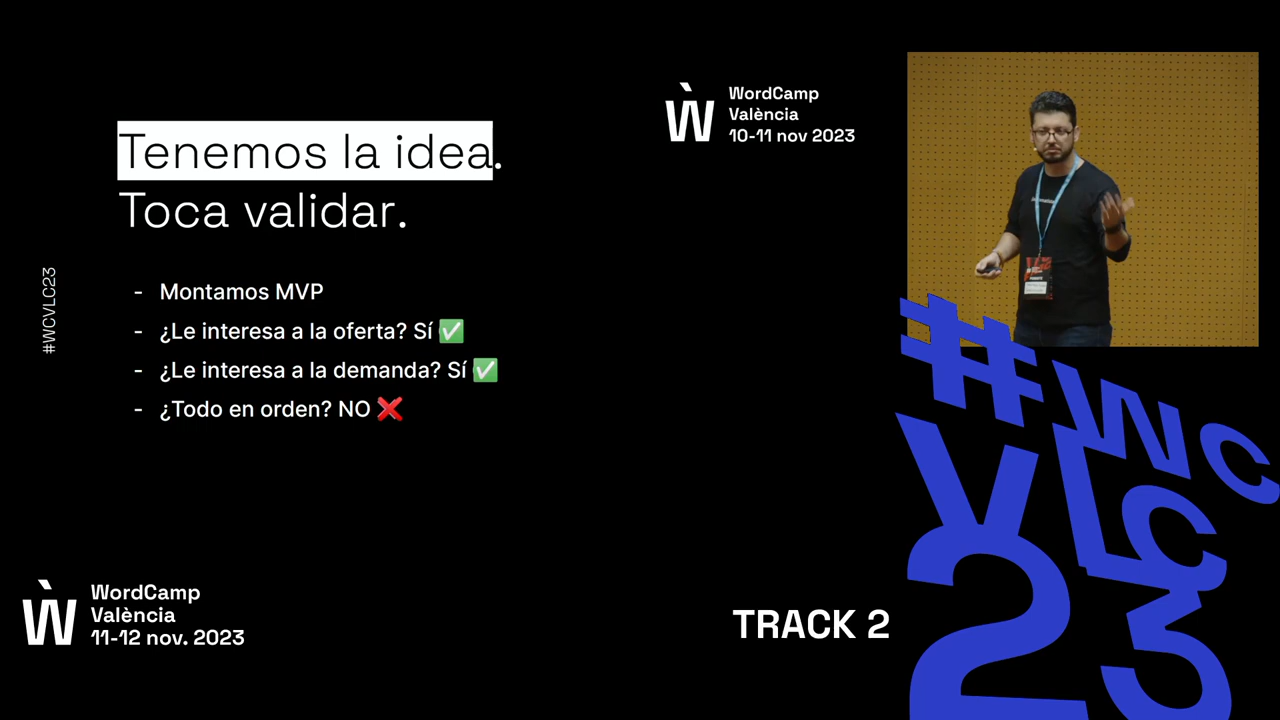 Tenemos la idea.
Toca validar.
- Montamos MVP
- ¿Le interesa a la oferta? Sí ✅
- ¿Le interesa a la demanda? Sí ✅
- ¿Todo en orden? NO ❌
#WCVLC23
Ẁ WordCamp
València
11-12 nov. 2023
Ẁ WordCamp
València
10-11 nov 2023
TRACK 2
#WC
VLC
23